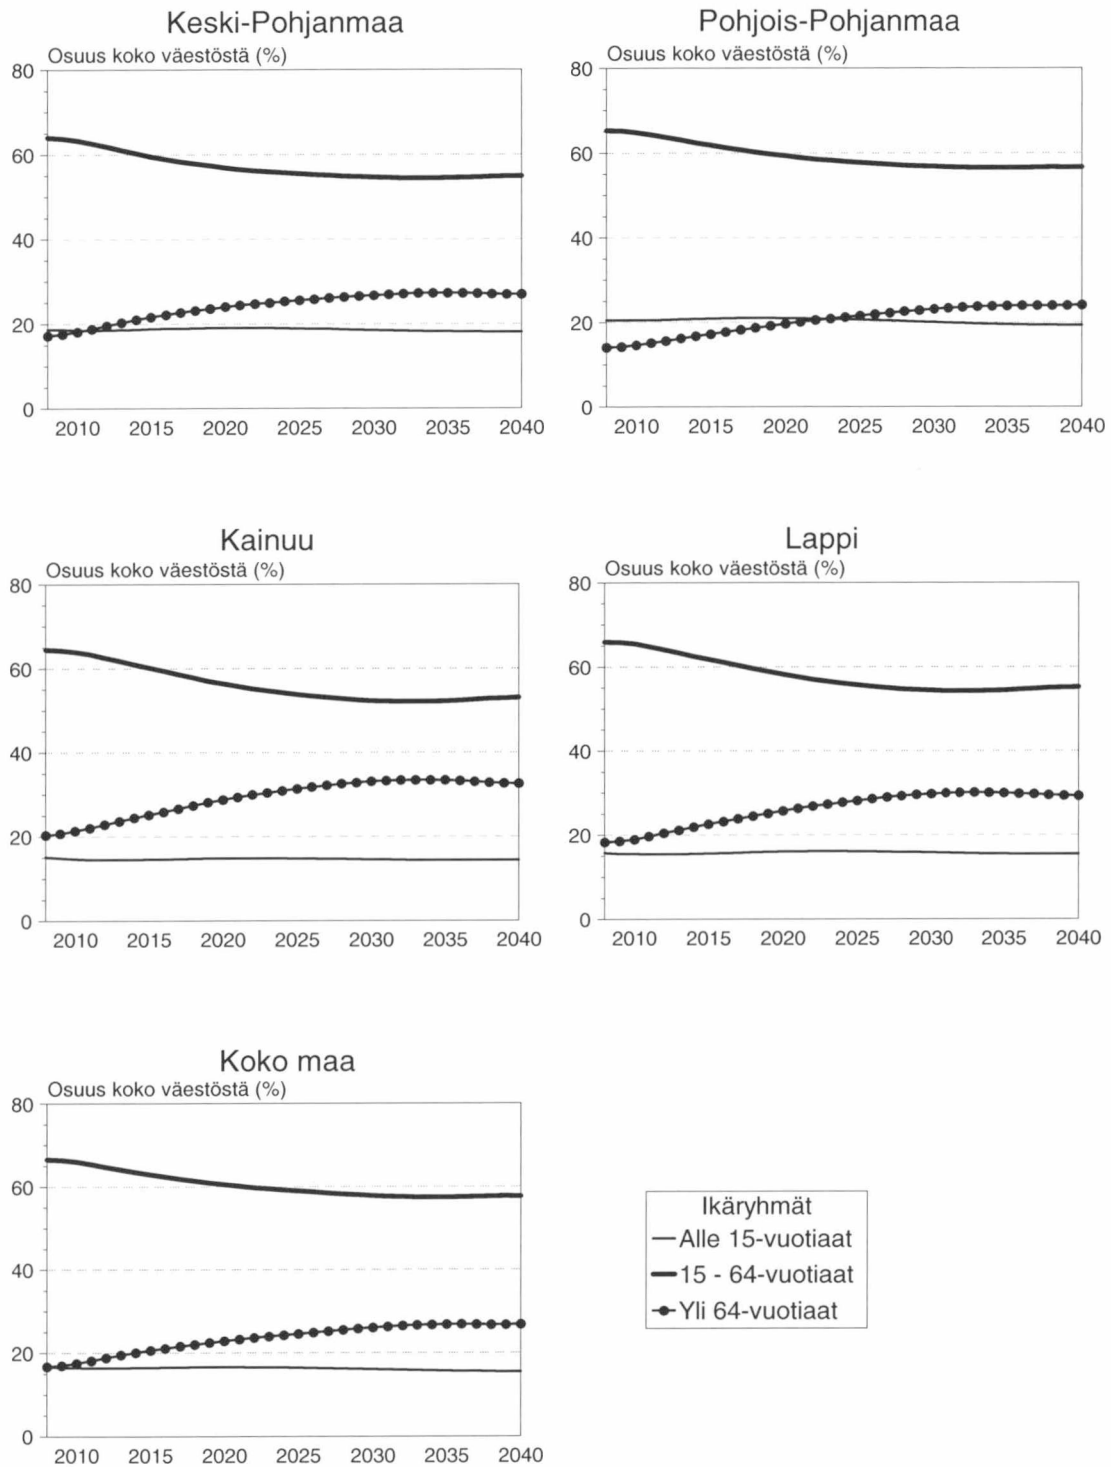 Keski-Pohjanmaa
Osuus koko väestöstä (%)
80
60
40
20
0
2010 2015 2020 2025 2030 2035 2040
Pohjois-Pohjanmaa
Osuus koko väestöstä (%)
80
60
40
20
0
2010 2015 2020 2025 2030 2035 2040
Kainuu
Osuus koko väestöstä (%)
80
60
40
20
0
2010 2015 2020 2025 2030 2035 2040
Lappi
Osuus koko väestöstä (%)
80
60
40
20
0
2010 2015 2020 2025 2030 2035 2040
Koko maa
Osuus koko väestöstä (%)
80
60
40
20
0
2010 2015 2020 2025 2030 2035 2040
Ikäryhmät
Alle 15-vuotiaat
15 - 64-vuotiaat
Yli 64-vuotiaat